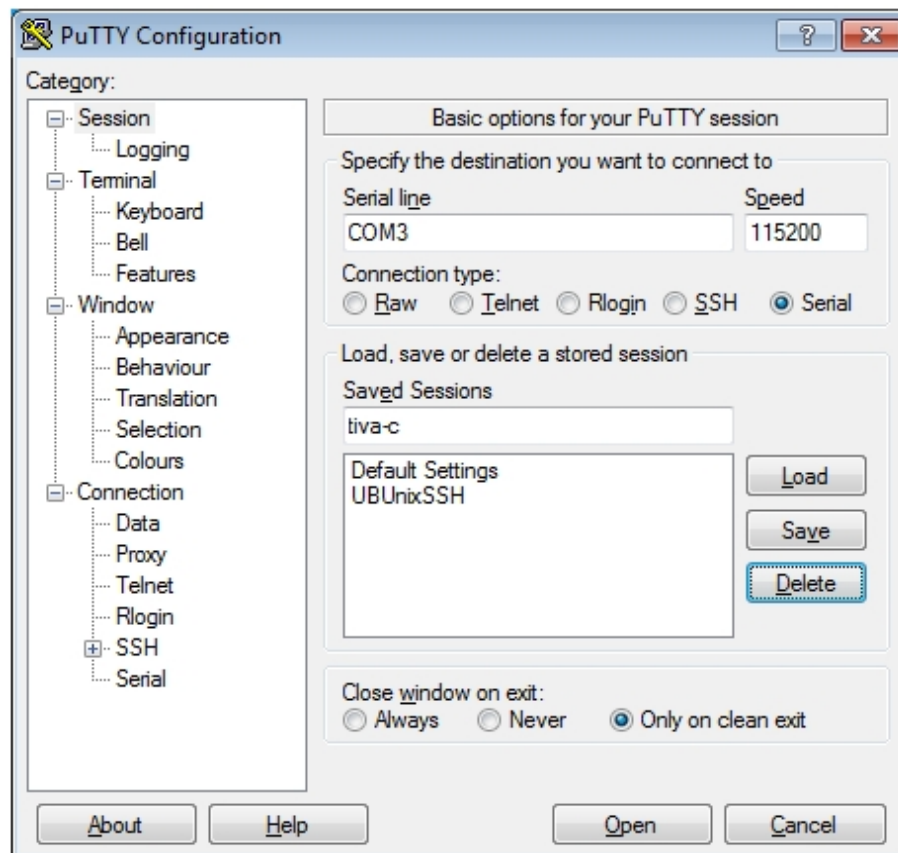 PuTTY Configuration
Category:
Session
Logging
Terminal
Keyboard
Bell
Features
Window
Appearance
Behaviour
Translation
Selection
Colours
Connection
Data
Proxy
Telnet
Rlogin
SSH
Serial
Basic options for your PuTTY session
Specify the destination you want to connect to
Serial line Speed
COM3 115200
Connection type:
Raw Telnet Rlogin SSH Serial
Load, save or delete a stored session
Saved Sessions
tiva-c
Default Settings
UBUnixSSH
Load
Save
Delete
Close window on exit:
Always Never Only on clean exit
About Help Open Cancel